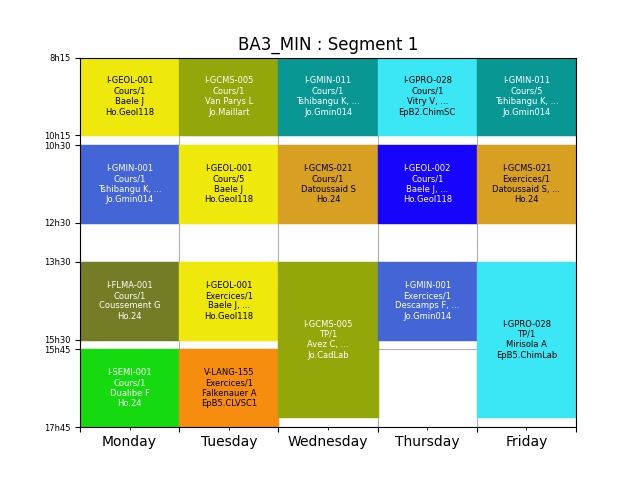 BA3_MIN : Segment 1
8h15
I-GEOL-001
Cours/1
Baele J
Ho.Geol118
I-GCMS-005
Cours/1
Van Parys L
Jo.Maillart
I-GMIN-011
Cours/1
Tshibangu K, ...
Jo.Gmin014
I-GPRO-028
Cours/1
Vitry V, ...
EpB2.ChimSC
I-GMIN-011
Cours/5
Tshibangu K, ...
Jo.Gmin014
10h15
10h30
I-GMIN-001
Cours/1
Tshibangu K, ...
Jo.Gmin014
I-GEOL-001
Cours/5
Baele J
Ho.Geol118
I-GCMS-021
Cours/1
Datoussaid S
Ho.24
I-GEOL-002
Cours/1
Baele J, ...
Ho.Geol118
I-GCMS-021
Exercices/1
Datoussaid S, ...
Ho.24
12h30
13h30
I-FLMA-001
Cours/1
Coussement G
Ho.24
I-GEOL-001
Exercices/1
Baele J, ...
Ho.Geol118
I-GCMS-005
TP/1
Avez C, ...
Jo.CadLab
I-GMIN-001
Exercices/1
Descamps F, ...
Jo.Gmin014
I-GPRO-028
TP/1
Mirisola A
EpB5.ChimLab
15h30
15h45
I-SEMI-001
Cours/1
Dualibe F
Ho.24
V-LANG-155
Exercices/1
Falkenauer A
EpB5.CLVSC1
17h45
Monday
Tuesday
Wednesday
Thursday
Friday